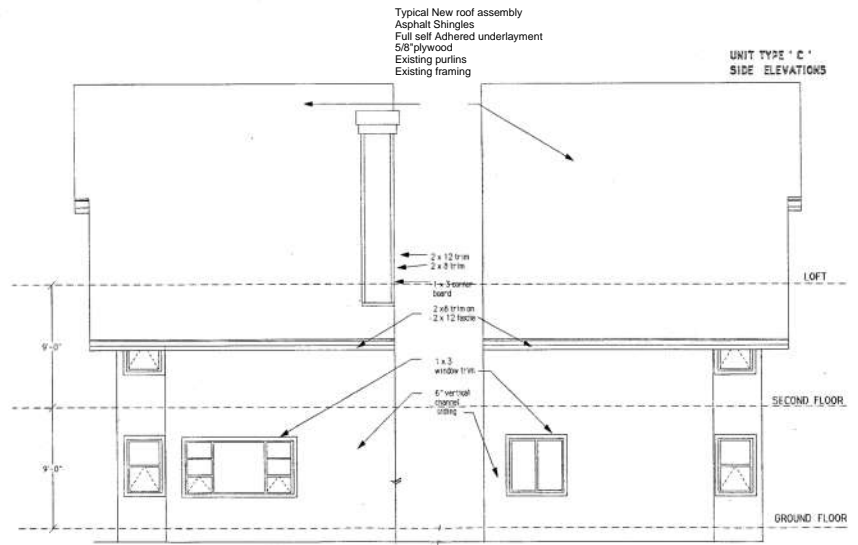 Typical New roof assembly
Asphalt Shingles
Full self Adhered underlayment
5/8"plywood
Existing purlins
Existing framing
UNIT TYPE ' C '
SIDE ELEVATIONS
2 x 12 trim
2 x 8 trim
1 x 3 corner
board
LOFT
2 x6 trim on
2 x 12 fascia
9'-0"
1 x 3
window trim
6" vertical
channel
siding
SECOND FLOOR
9'-0"
GROUND FLOOR